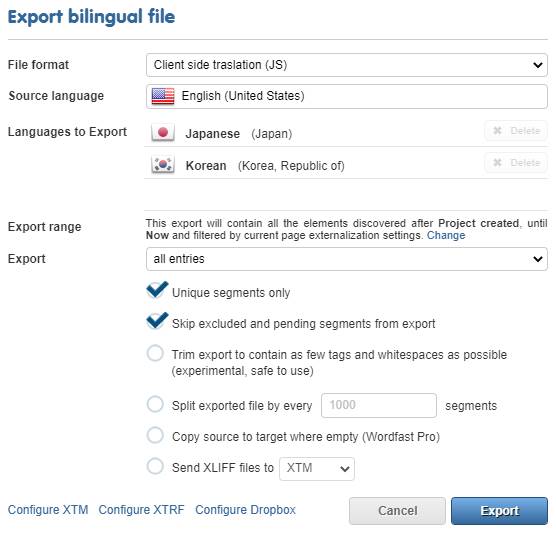 Export bilingual file
File format
Client side traslation (JS)
Source language
English (United States)
Languages to Export
Japanese (Japan)
Delete
Korean (Korea, Republic of)
Delete
Export range
This export will contain all the elements discovered after Project created, until
Now and filtered by current page externalization settings. Change
Export
all entries
Unique segments only
Skip excluded and pending segments from export
Trim export to contain as few tags and whitespaces as possible
(experimental, safe to use)
Split exported file by every 1000 segments
Copy source to target where empty (Wordfast Pro)
Send XLIFF files to XTM
Configure XTM Configure XTRF Configure Dropbox Cancel Export